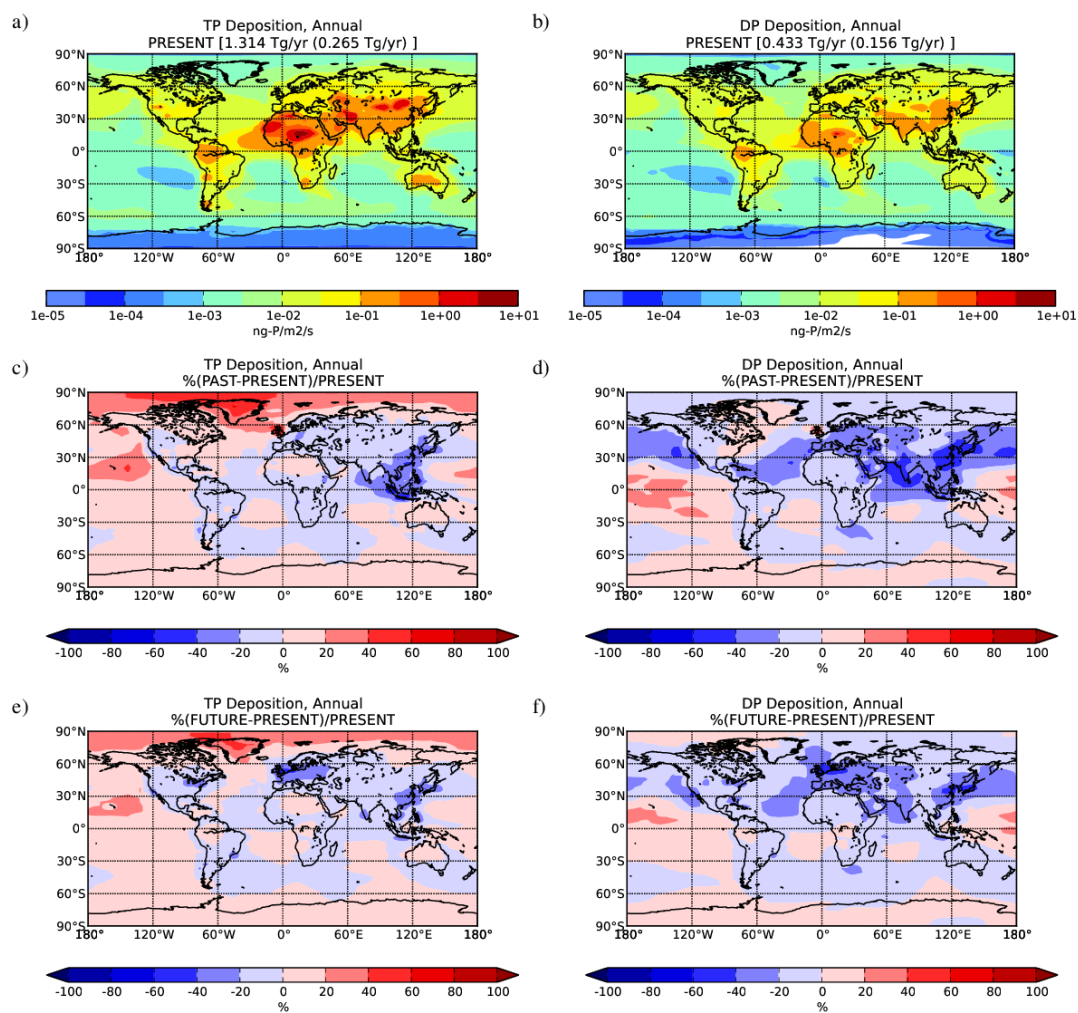 a)
TP Deposition, Annual
PRESENT [1.314 Tg/yr (0.265 Tg/yr) ]
90°N
60°N
30°N
0°
30°S
60°S
90°S
180° 120°W 60°W 0° 60°E 120°E 180°
1e-05 1e-04 1e-03 1e-02 1e-01 1e+00 1e+01
ng-P/m2/s
b)
DP Deposition, Annual
PRESENT [0.433 Tg/yr (0.156 Tg/yr) ]
90°N
60°N
30°N
0°
30°S
60°S
90°S
180° 120°W 60°W 0° 60°E 120°E 180°
1e-05 1e-04 1e-03 1e-02 1e-01 1e+00 1e+01
ng-P/m2/s
c)
TP Deposition, Annual
%(PAST-PRESENT)/PRESENT
90°N
60°N
30°N
0°
30°S
60°S
90°S
180° 120°W 60°W 0° 60°E 120°E 180°
-100 -80 -60 -40 -20 0 20 40 60 80 100
%
d)
DP Deposition, Annual
%(PAST-PRESENT)/PRESENT
90°N
60°N
30°N
0°
30°S
60°S
90°S
180° 120°W 60°W 0° 60°E 120°E 180°
-100 -80 -60 -40 -20 0 20 40 60 80 100
%
e)
TP Deposition, Annual
%(FUTURE-PRESENT)/PRESENT
90°N
60°N
30°N
0°
30°S
60°S
90°S
180° 120°W 60°W 0° 60°E 120°E 180°
-100 -80 -60 -40 -20 0 20 40 60 80 100
%
f)
DP Deposition, Annual
%(FUTURE-PRESENT)/PRESENT
90°N
60°N
30°N
0°
30°S
60°S
90°S
180° 120°W 60°W 0° 60°E 120°E 180°
-100 -80 -60 -40 -20 0 20 40 60 80 100
%